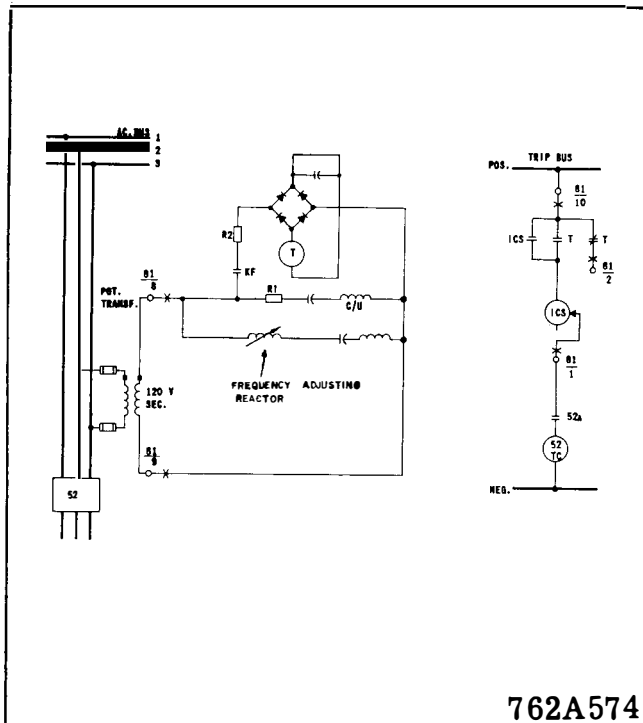 AC. BUS
1
2
3
POT.
TRANSF.
81
8
R2
T
KF
R1
C/U
FREQUENCY ADJUSTING
REACTOR
120 V
SEC.
81
9
52
TRIP BUS
POS.
81
10
ICS
T
T
81
2
ICS
81
1
52A
52
TC
NEG.
762A574